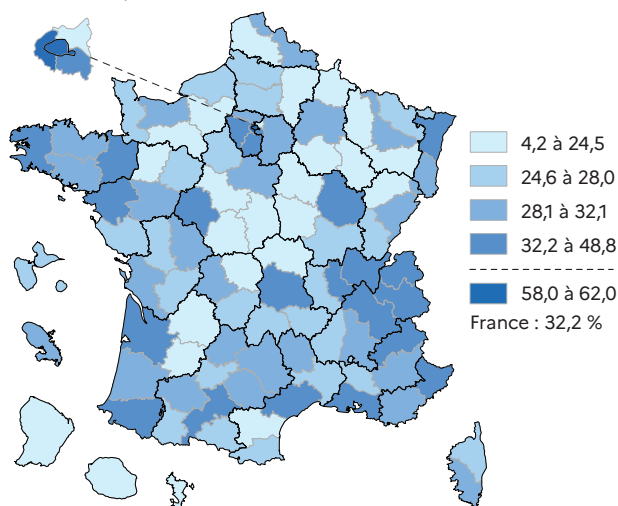 4,2 à 24,5
24,6 à 28,0
28,1 à 32,1
32,2 à 48,8
58,0 à 62,0
France : 32,2 %